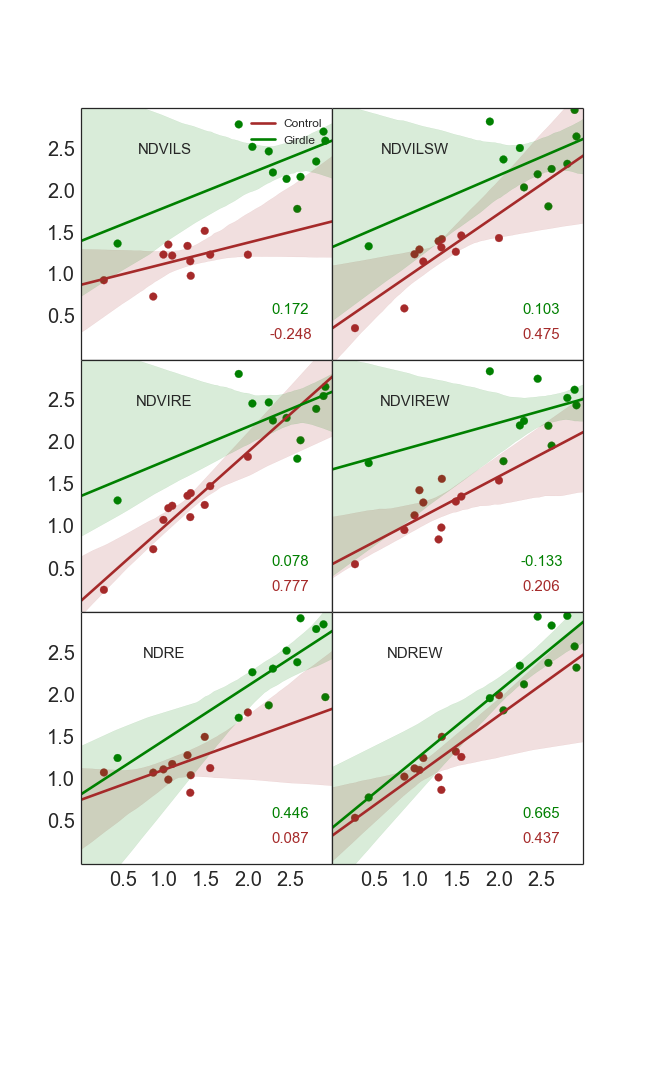 Control
2.5 NDVILS Girdle NDVILSW
2.0
1.5
1.0
0.172 0.103
0.5 -0.248 0.475
2.5 NDVIRE NDVIREW
2.0
1.5
1.0
0.078 -0.133
0.5 0.777 0.206
2.5 NDRE NDREW
2.0
1.5
1.0
0.446 0.665
0.5 0.087 0.437
0.5 1.0 1.5 2.0 2.5 0.5 1.0 1.5 2.0 2.5